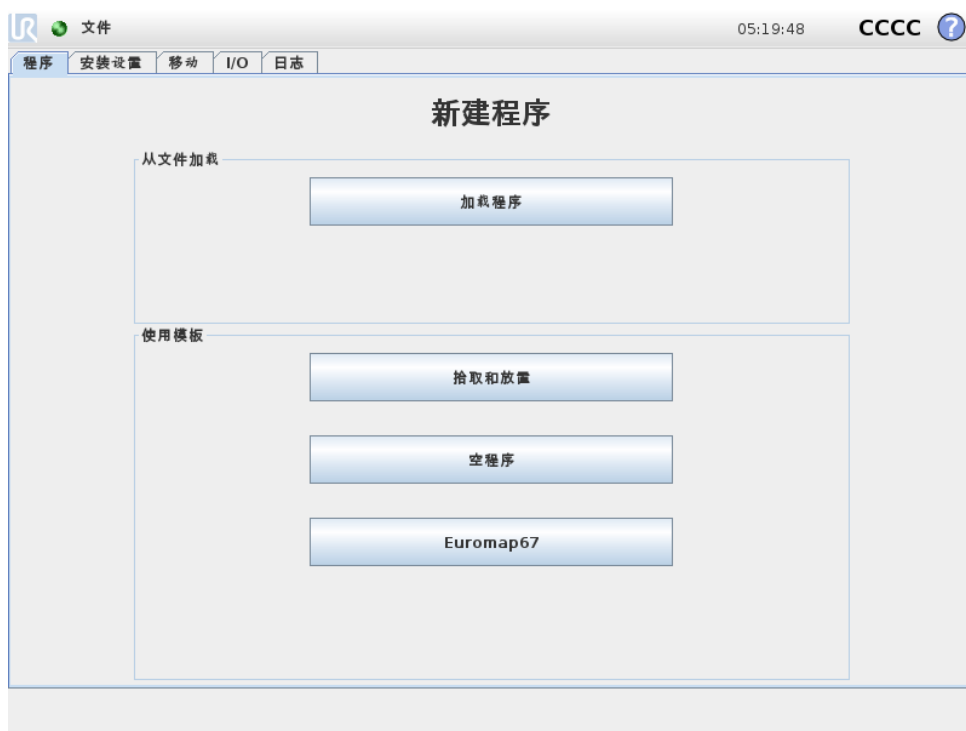 UR 文件 05:19:48 CCCC ?
程序 安装设置 移动 I/O 日志
新建程序
从文件加载
加载程序
使用模板
拾取和放置
空程序
Euromap67